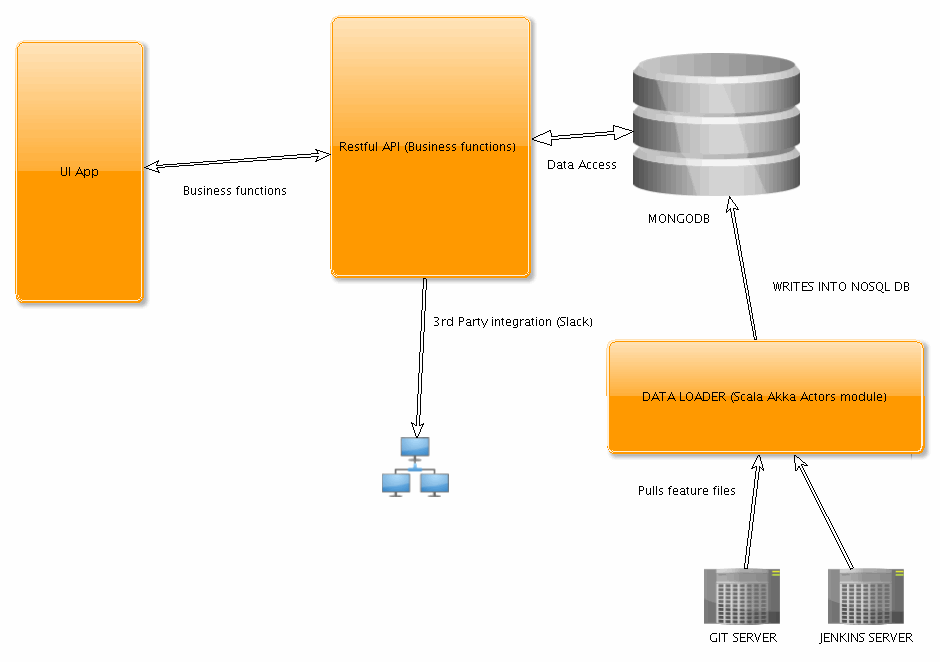 UI App
Business functions
Restful API (Business functions)
Data Access
MONGODB
3rd Party integration (Slack)
WRITES INTO NOSQL DB
DATA LOADER (Scala Akka Actors module)
Pulls feature files
GIT SERVER
JENKINS SERVER